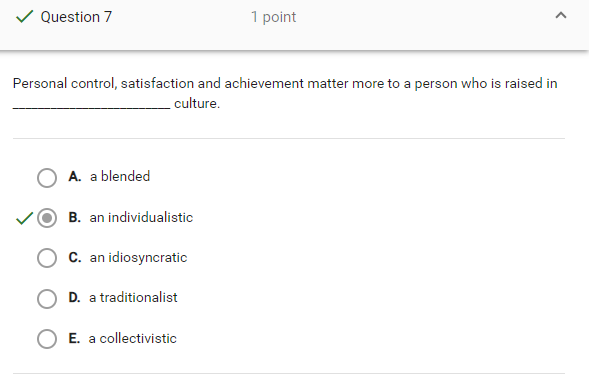 Question 7 1 point
Personal control, satisfaction and achievement matter more to a person who is raised in
____________________ culture.
A. a blended
B. an individualistic
C. an idiosyncratic
D. a traditionalist
E. a collectivistic